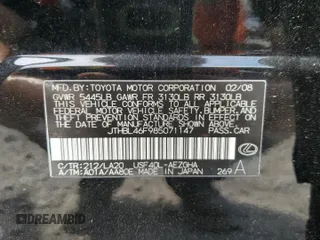 MFD.BY: TOYOTA MOTOR CORPORATION 02/08
GVWR 5445LB GAWR FR 3130LB RR 3130LB
THIS VEHICLE CONFORMS TO ALL APPLICABLE
FEDERAL MOTOR VEHICLE SAFETY, BUMPER,
AND THEFT PREVENTION STANDARDS IN EFFECT
ON THE DATE OF MANUFACTURE SHOWN ABOVE.
JTHBL46F985071147 PASS.CAR
C/TR:212/LA20 USF40L-AEZGHA
A/TM:A01A/AA80E MADE IN JAPAN 269 A
DRIVEBIDRIVE